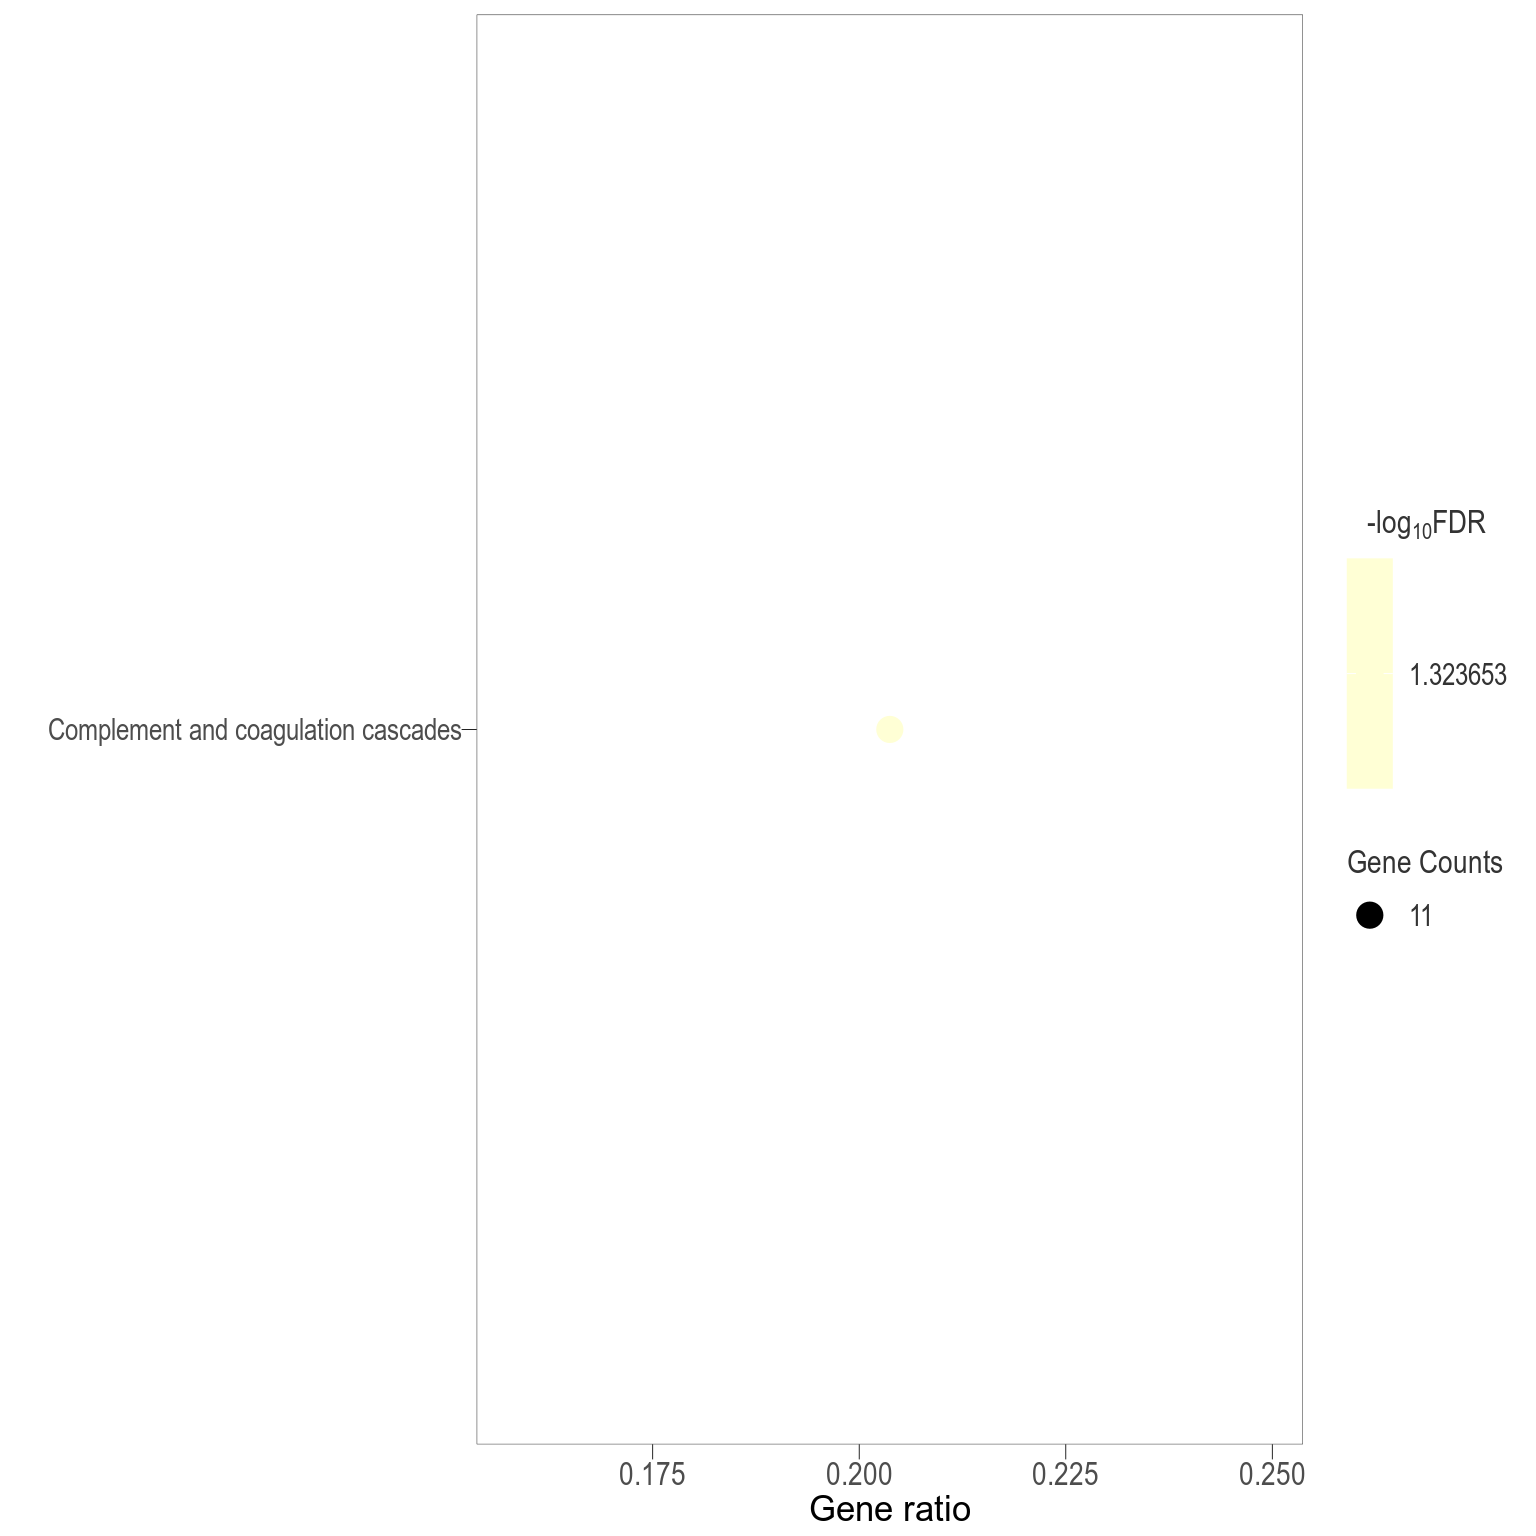 -log10FDR
1.323653
Complement and coagulation cascades
Gene Counts
11
0.175 0.200 0.225 0.250
Gene ratio